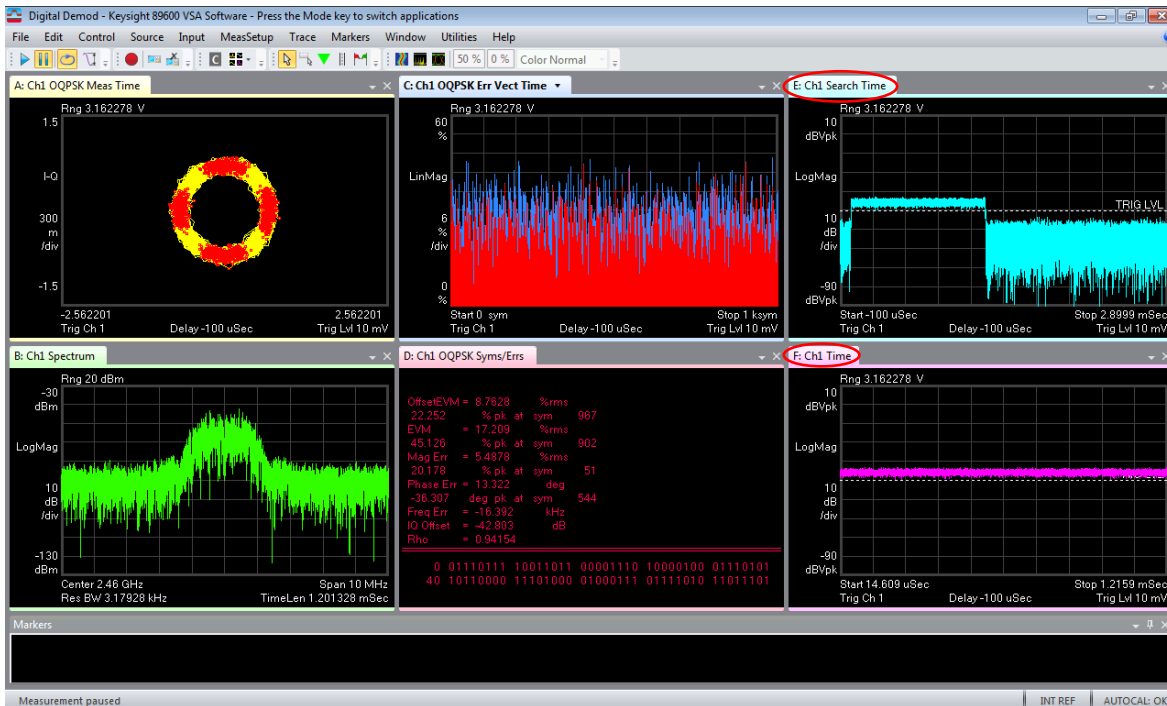 Digital Demod - Keysight 89600 VSA Software - Press the Mode key to switch applications
File Edit Control Source Input MeasSetup Trace Markers Window Utilities Help
50 % 0 % Color Normal
A: Ch1 OQPSK Meas Time
Rng 3.162278 V
1.5
I-Q
300
m
/div
-1.5
-2.562201 2.562201
Trig Ch 1 Delay-100 uSec Trig Lvl 10 mV
C: Ch1 OQPSK Err Vect Time
Rng 3.162278 V
60
%
LinMag
6
%
/div
0
%
Start 0 sym Stop 1 ksym
Trig Ch 1 Delay-100 uSec Trig Lvl 10 mV
E: Ch1 Search Time
Rng 3.162278 V
10
dBVpk
LogMag
TRIG LVL
10
dB
/div
-90
dBVpk
Start-100 uSec Stop 2.8999 mSec
Trig Ch 1 Delay-100 uSec Trig Lvl 10 mV
B: Ch1 Spectrum
Rng 20 dBm
-30
dBm
LogMag
10
dB
/div
-130
dBm
Center 2.46 GHz Span 10 MHz
Res BW 3.17928 kHz TimeLen 1.201328 mSec
D: Ch1 OQPSK Syms/Errs
OffsetEVM = 8.7628 %rms
22.252 % pk at sym 967
EVM = 17.209 %rms
45.126 % pk at sym 902
Mag Err = 5.4878 %rms
20.178 % pk at sym 51
Phase Err = 13.322 deg
-36.307 deg pk at sym 544
Freq Err = -16.392 kHz
IQ Offset = -42.803 dB
Rho = 0.94154
0 01110111 10011011 00001110 10000100 01110101
40 10110000 11101000 01000111 01111010 11011101
F: Ch1 Time
Rng 3.162278 V
10
dBVpk
LogMag
10
dB
/div
-90
dBVpk
Start 14.609 uSec Stop 1.2159 mSec
Trig Ch 1 Delay-100 uSec Trig Lvl 10 mV
Markers
Measurement paused INT REF AUTOCAL: OK